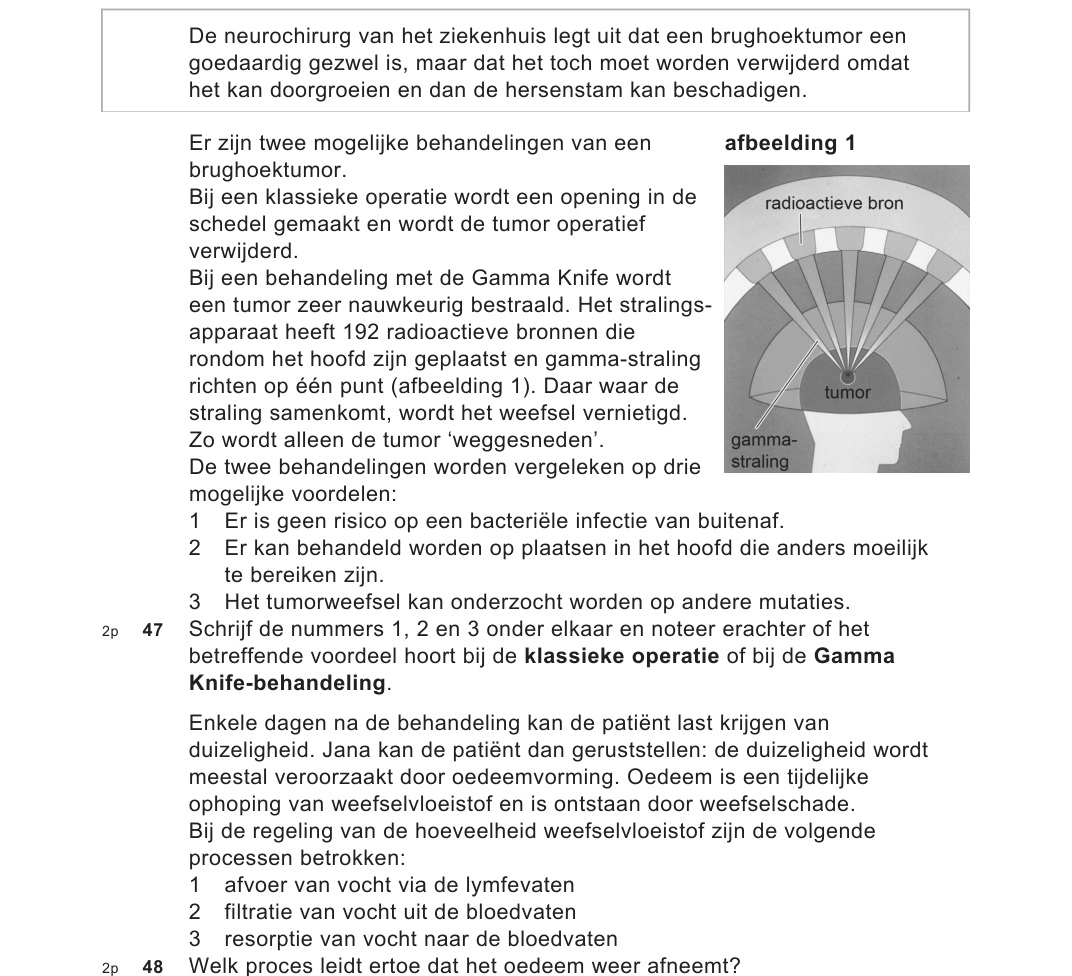 De neurochirurg van het ziekenhuis legt uit dat een brughoektumor een
goedaardig gezwel is, maar dat het toch moet worden verwijderd omdat
het kan doorgroeien en dan de hersenstam kan beschadigen.
Er zijn twee mogelijke behandelingen van een
brughoektumor.
Bij een klassieke operatie wordt een opening in de
schedel gemaakt en wordt de tumor operatief
verwijderd.
Bij een behandeling met de Gamma Knife wordt
een tumor zeer nauwkeurig bestraald. Het stralings-
apparaat heeft 192 radioactieve bronnen die
rondom het hoofd zijn geplaatst en gamma-straling
richten op één punt (afbeelding 1). Daar waar de
straling samenkomt, wordt het weefsel vernietigd.
Zo wordt alleen de tumor ‘weggesneden’.
De twee behandelingen worden vergeleken op drie
mogelijke voordelen:
afbeelding 1
radioactieve bron
tumor
gamma-
straling
1 Er is geen risico op een bacteriële infectie van buitenaf.
2 Er kan behandeld worden op plaatsen in het hoofd die anders moeilijk
te bereiken zijn.
3 Het tumorweefsel kan onderzocht worden op andere mutaties.
2p 47 Schrijf de nummers 1, 2 en 3 onder elkaar en noteer erachter of het
betreffende voordeel hoort bij de klassieke operatie of bij de Gamma
Knife-behandeling.
Enkele dagen na de behandeling kan de patiënt last krijgen van
duizeligheid. Jana kan de patiënt dan geruststellen: de duizeligheid wordt
meestal veroorzaakt door oedeemvorming. Oedeem is een tijdelijke
ophoping van weefselvloeistof en is ontstaan door weefselschade.
Bij de regeling van de hoeveelheid weefselvloeistof zijn de volgende
processen betrokken:
1 afvoer van vocht via de lymfevaten
2 filtratie van vocht uit de bloedvaten
3 resorptie van vocht naar de bloedvaten
2p 48 Welk proces leidt ertoe dat het oedeem weer afneemt?